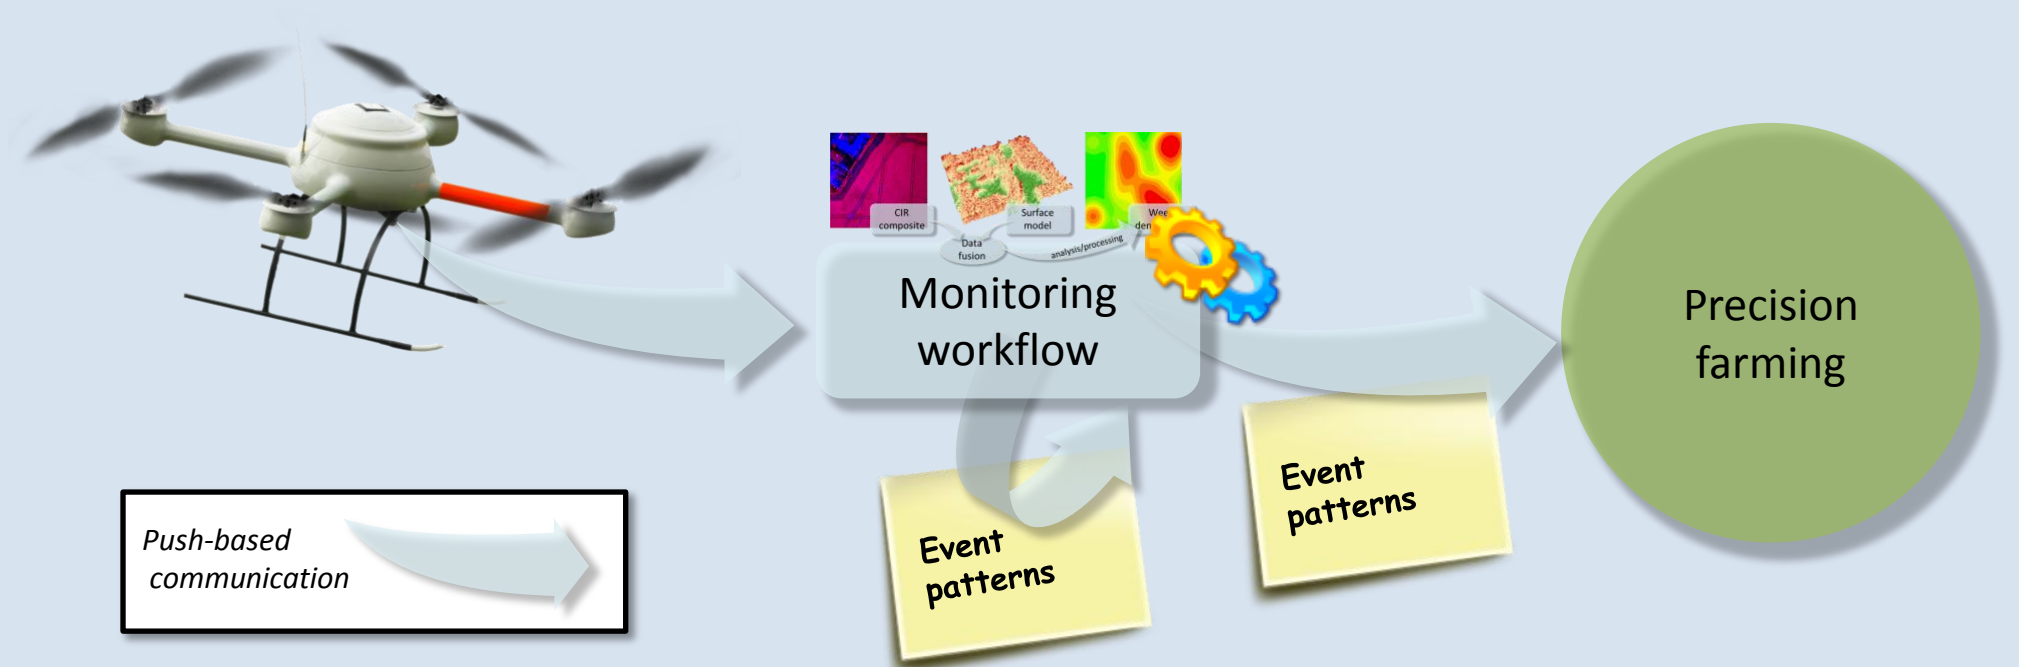 CIR
composite
Surface
model
Data
fusion
analysis/processing
Monitoring
workflow
Precision
farming
Event
patterns
Event
patterns
Push-based
communication